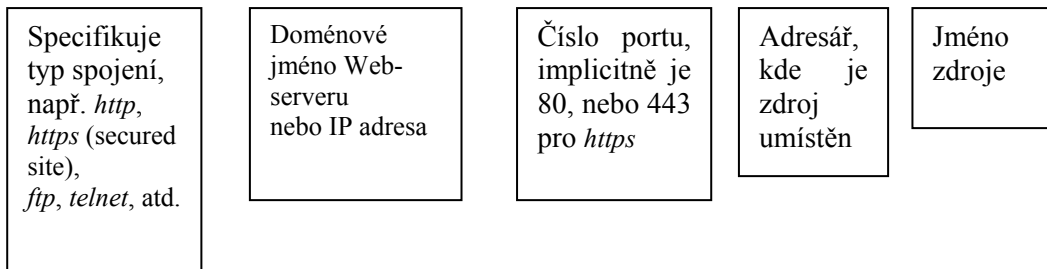 Specifikuje
typ spojení,
např. http,
https (secured
site),
ftp, telnet, atd.
Doménové
jméno Web-
serveru
nebo IP adresa
Číslo portu,
implicitně je
80, nebo 443
pro https
Adresář,
kde je
zdroj
umístěn
Jméno
zdroje